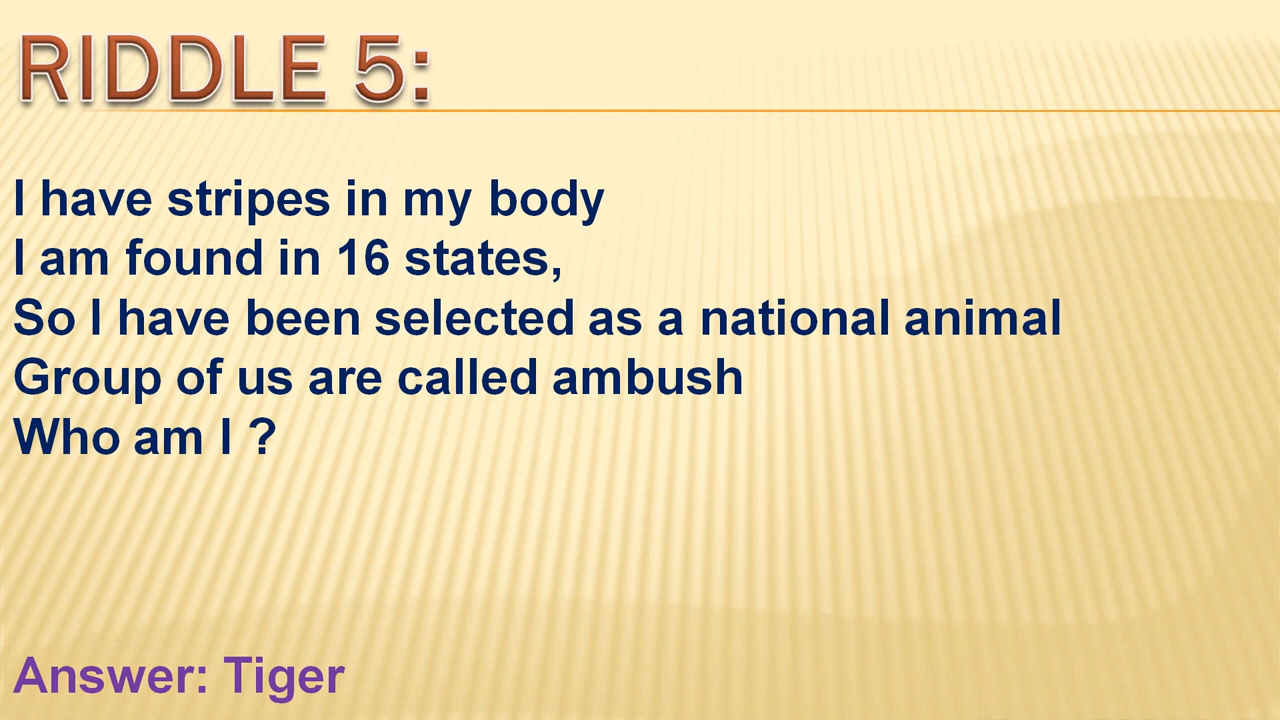 RIDDLE 5:
I have stripes in my body
I am found in 16 states,
So I have been selected as a national animal
Group of us are called ambush
Who am I ?
Answer: Tiger